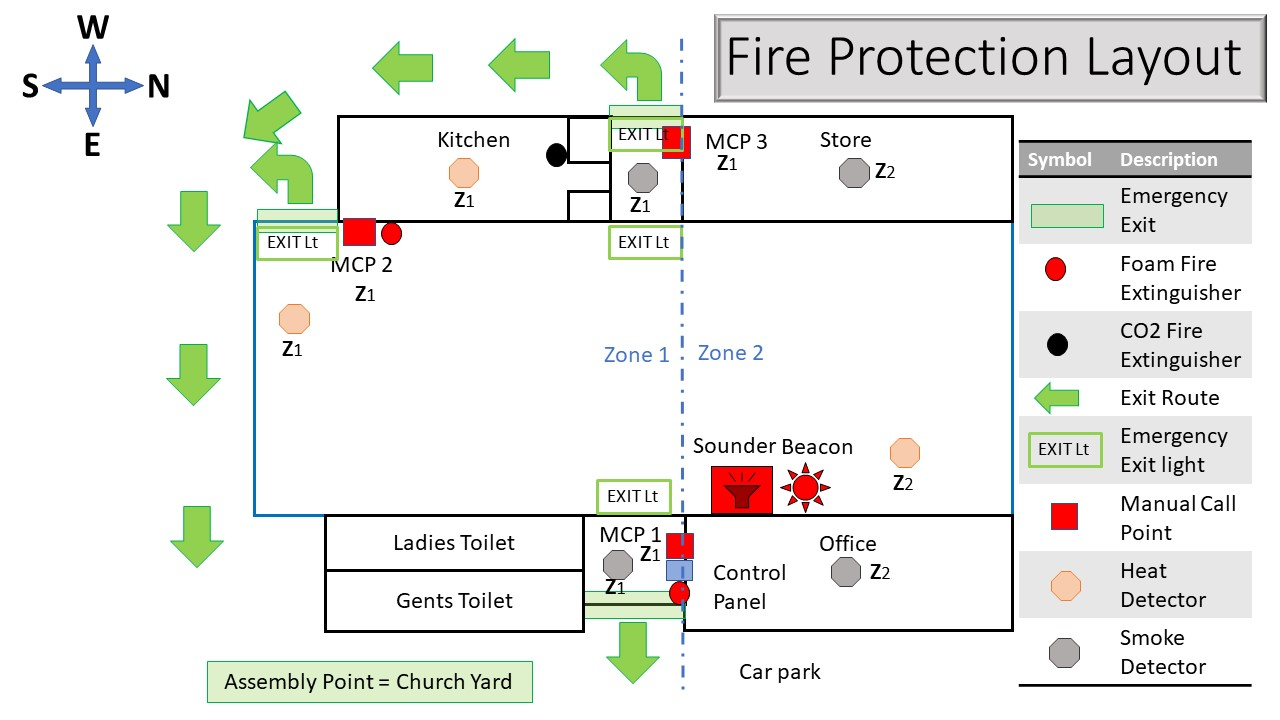 W
S N
E
Fire Protection Layout
Kitchen
Z1
EXIT Lt
Z1
MCP 3
Z1
Store
Z2
EXIT Lt
MCP 2
Z1
EXIT Lt
Z1
Zone 1
Zone 2
Sounder Beacon
Z2
EXIT Lt
Ladies Toilet
Gents Toilet
MCP 1
Z1
Z1
Control
Panel
Office
Z2
Car park
Assembly Point = Church Yard
Symbol Description
Emergency
Exit
Foam Fire
Extinguisher
CO2 Fire
Extinguisher
Exit Route
EXIT Lt
Emergency
Exit light
Manual Call
Point
Heat
Detector
Smoke
Detector